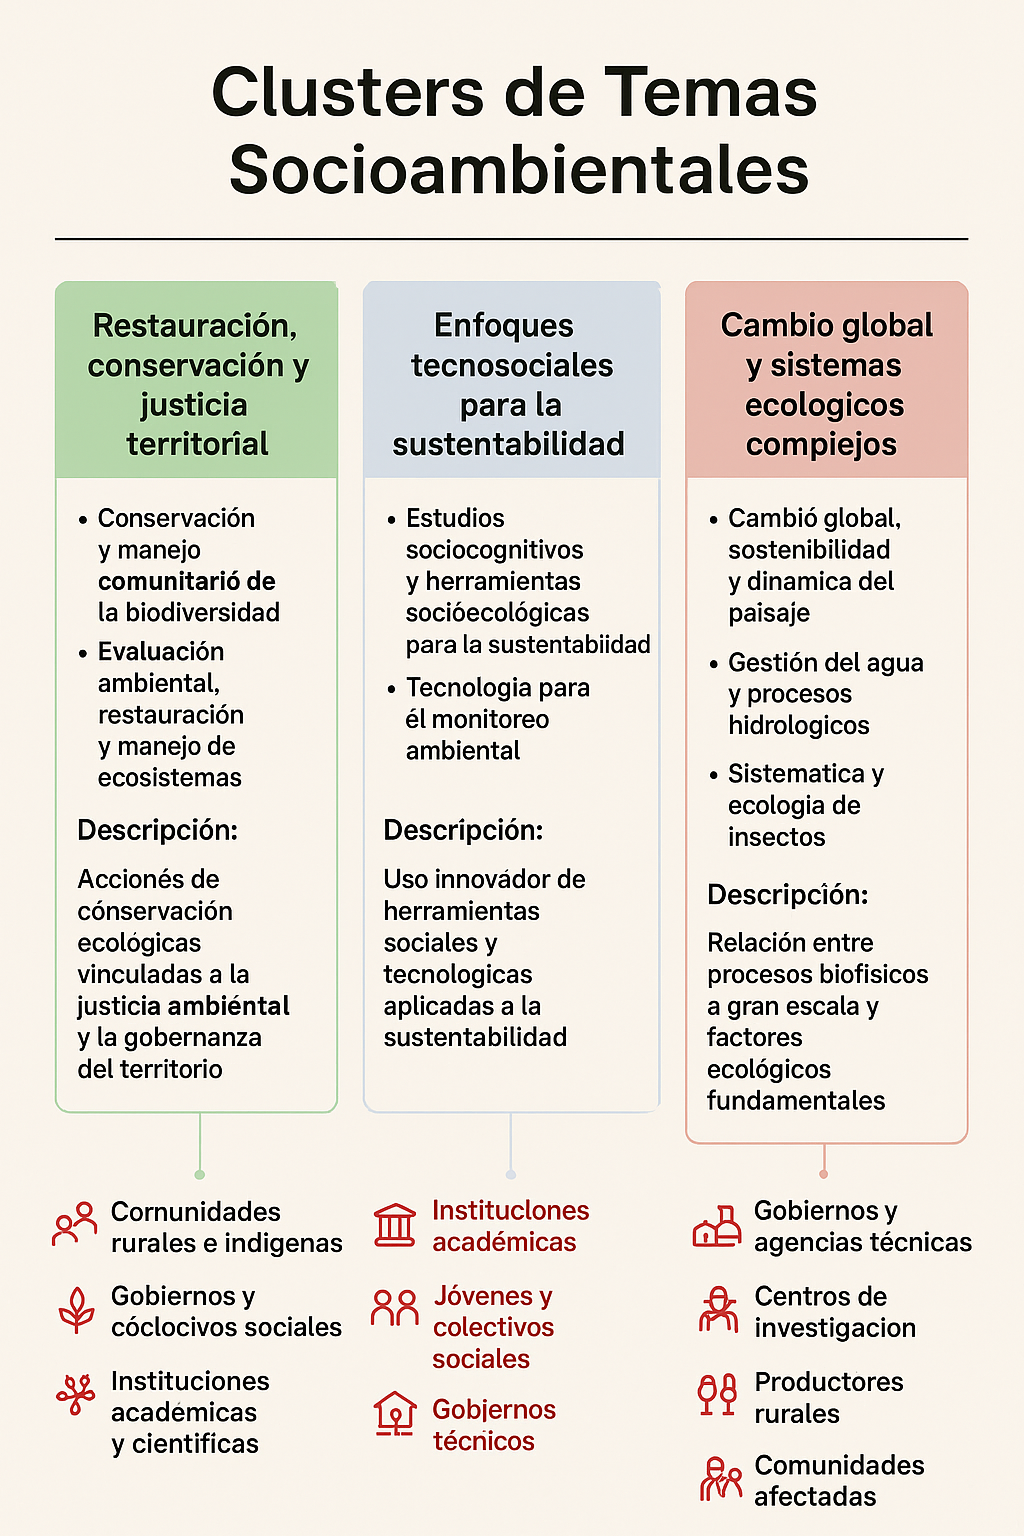 Clusters de Temas
Socioambientales
Restauración,
conservación y
justicia
territorîal
• Conservación
y manejo
comunitarió de
la biodiversidad
• Evaluación
ambiental,
restauración
y manejo de
ecosistemas
Descripción:
Accionés de
cónservación
ecológicas
vinculadas a la
justicia ambiéntal
y la gobernanza
del territorio
Enfoques
tecnosociales
para la
sustentabilidad
• Estudios
sociocognitivos
y herramientas
socióecológicas
para la sustentabiidad
• Tecnologia para
él monitoreo
ambiental
Descripción:
Uso innovádor de
herramientas
sociales y
tecnologicas
aplicadas a la
sustentabilidad
Cambio global
y sistemas
ecologicos
compiejos
• Cambió global,
sostenibilidad
y dinamica del
paisaje
• Gestión del agua
y procesos
hidrologicos
• Sistematica y
ecologia de
insectos
Descripcîón:
Relación entre
procesos biofisicos
a gran escala y
factores
ecológicos
fundamentales
Cornunidades
rurales e indigenas
Gobiernos y
cóclocivos sociales
Instituciones
académicas
y cientificas
Instituclones
académicas
Jóvenes y
colectivos
sociales
Gobjernos
técnicos
Gobiernos y
agencias técnicas
Centros de
investigacion
Productores
rurales
Comunidades
afectadas